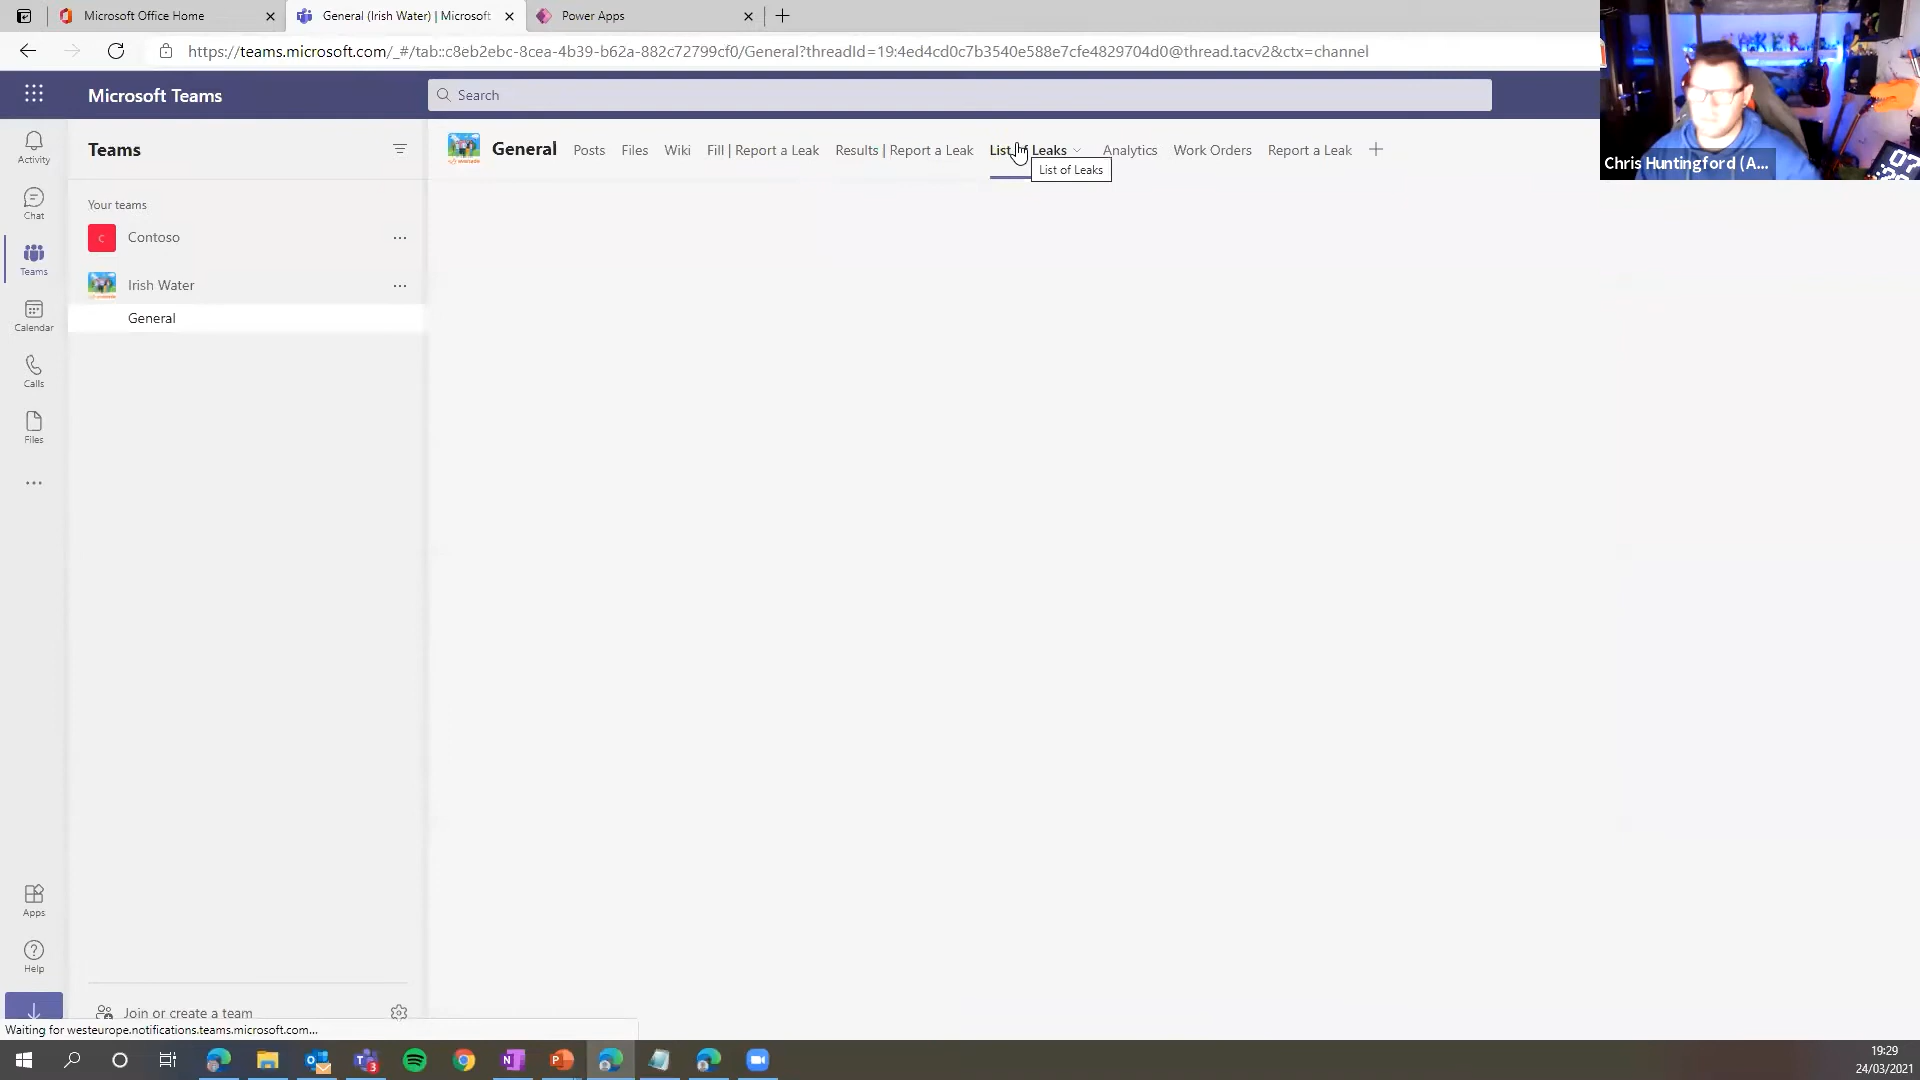 Microsoft Office Home
General (Irish Water) | Microsoft
Power Apps
https://teams.microsoft.com/_#/tab::c8eb2ebc-8cea-4b39-b62a-882c72799cf0/General?threadId=19:4ed4cd0c7b3540e588e7cfe4829704d0@thread.tacv2&ctx=channel
Microsoft Teams
Search
Chris Huntingford (A...
Activity
Chat
Teams
Calendar
Calls
Files
Apps
Help
Teams
Your teams
C
Contoso
Irish Water
General
Join or create a team
General
Posts
Files
Wiki
Fill | Report a Leak
Results | Report a Leak
List of Leaks
Analytics
Work Orders
Report a Leak
List of Leaks
Waiting for westeurope.notifications.teams.microsoft.com...
3
19:29
24/03/2021